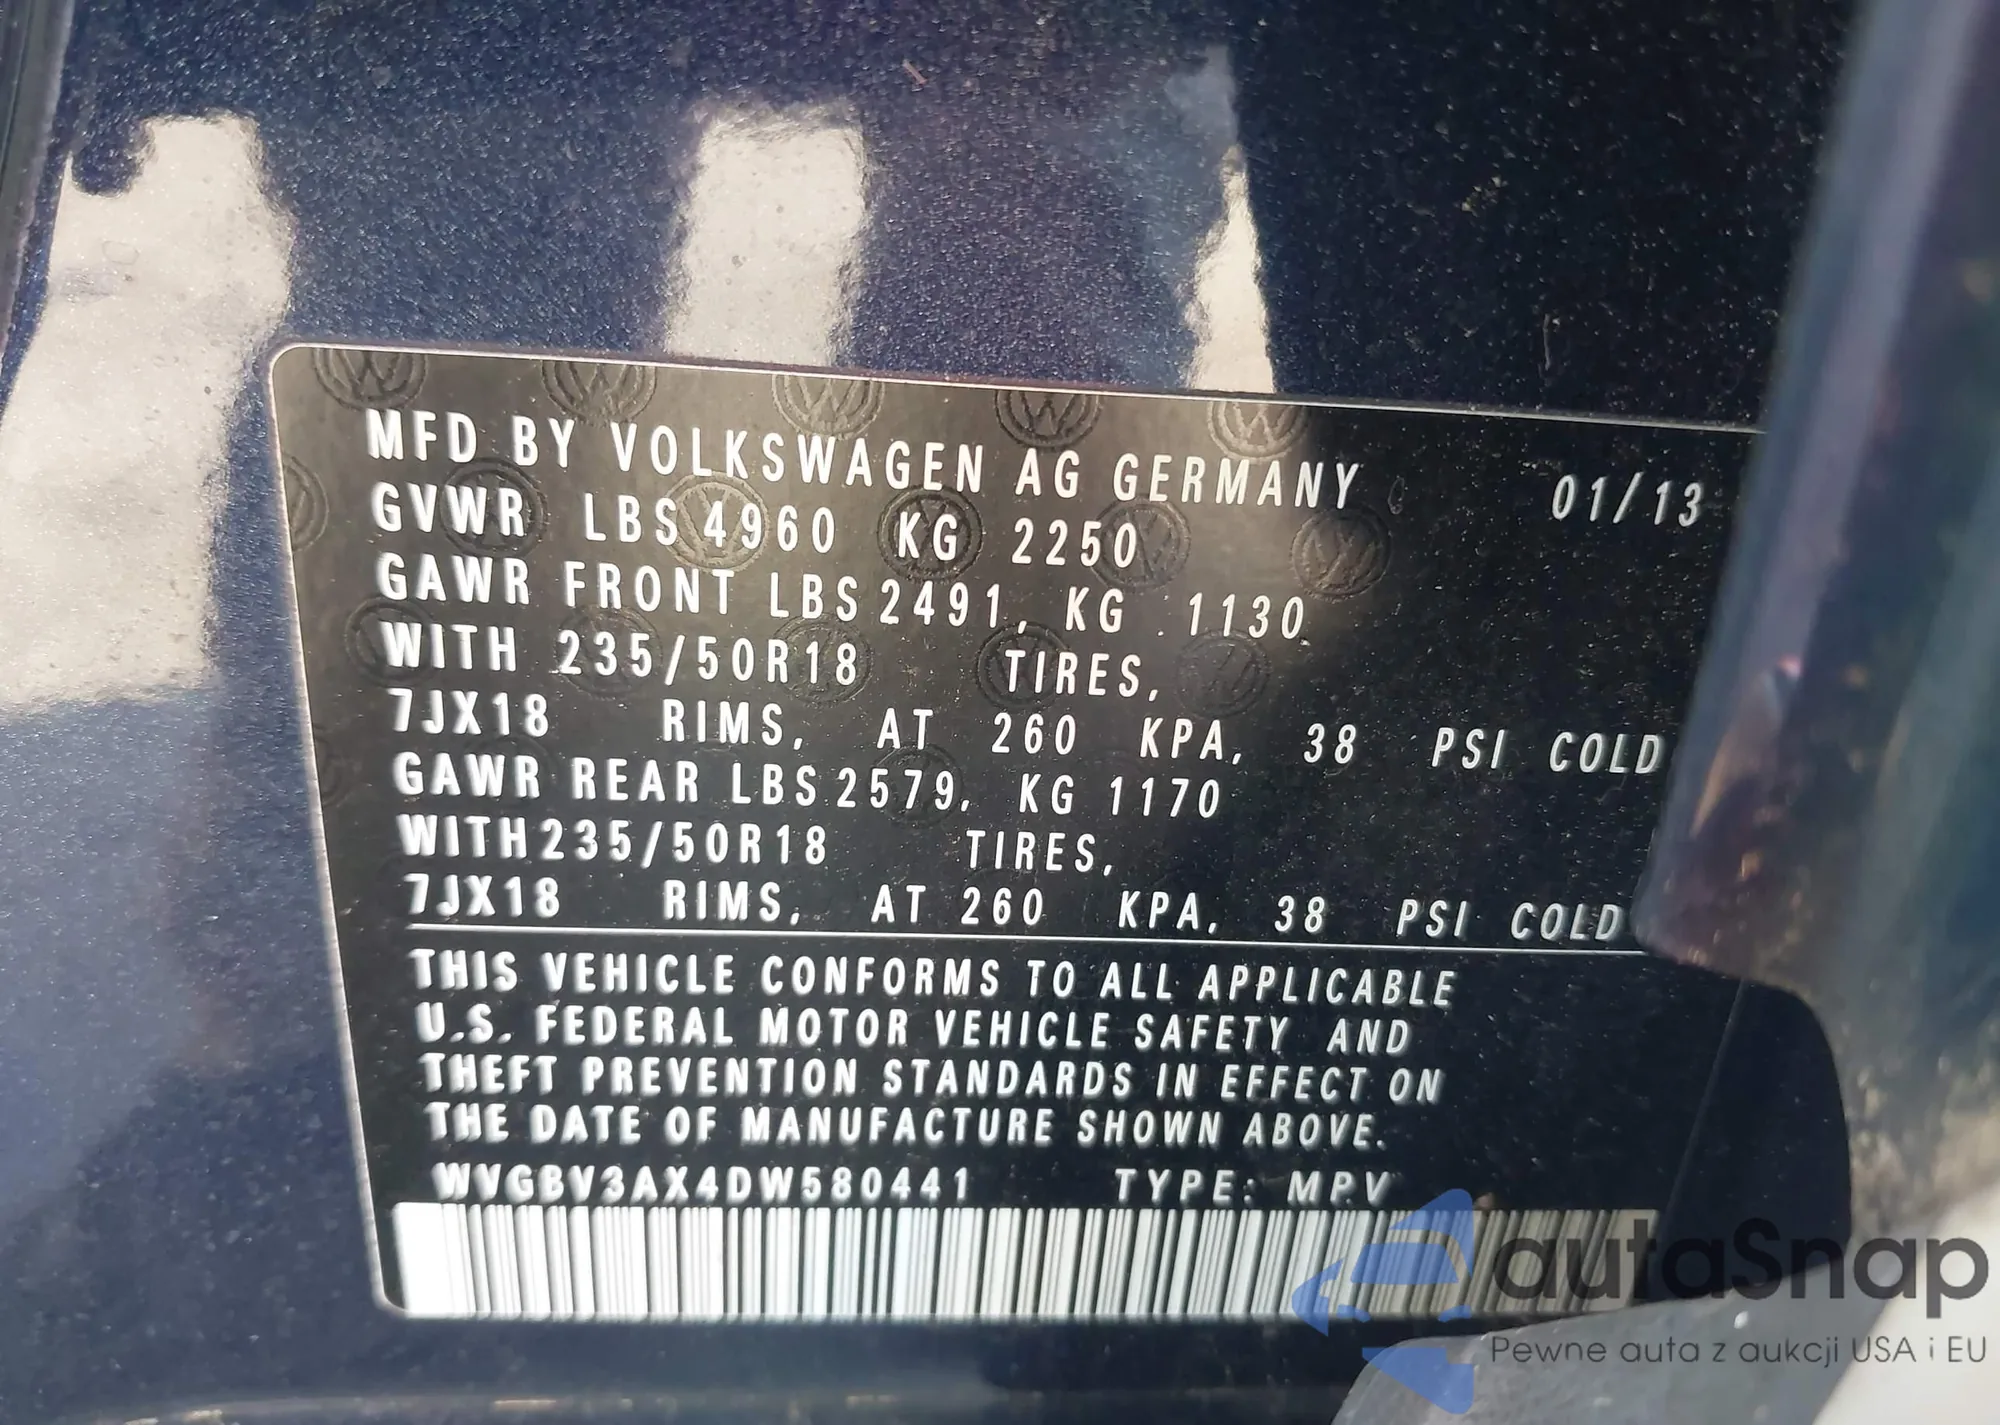 MFD BY VOLKSWAGEN AG GERMANY 01/13
GVWR LBS 4960 KG 2250
GAWR FRONT LBS 2491, KG 1130
WITH 235/50R18 TIRES,
7JX18 RIMS, AT 260 KPA, 38 PSI COLD
GAWR REAR LBS 2579, KG 1170
WITH 235/50R18 TIRES,
7JX18 RIMS, AT 260 KPA, 38 PSI COLD
THIS VEHICLE CONFORMS TO ALL APPLICABLE
U.S. FEDERAL MOTOR VEHICLE SAFETY AND
THEFT PREVENTION STANDARDS IN EFFECT ON
THE DATE OF MANUFACTURE SHOWN ABOVE.
WVGBV3AX4DW580441 TYPE: MPV
autaSnap
Pewne auta z aukcji USA i EU